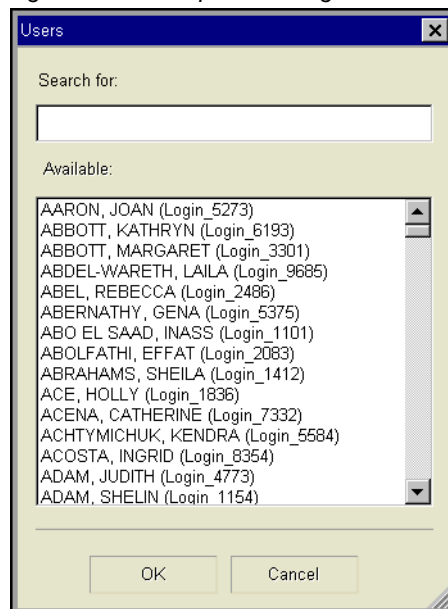 Users
Search for:
Available:
AARON, JOAN (Login_5273)
ABBOTT, KATHRYN (Login_6193)
ABBOTT, MARGARET (Login_3301)
ABDEL-WARETH, LAILA (Login_9685)
ABEL, REBECCA (Login_2486)
ABERNATHY, GENA (Login_5375)
ABO EL SAAD, INASS (Login_1101)
ABOLFATHI, EFFAT (Login_2083)
ABRAHAMS, SHEILA (Login_1412)
ACE, HOLLY (Login_1836)
ACENA, CATHERINE (Login_7332)
ACHTYMICHUK, KENDRA (Login_5584)
ACOSTA, INGRID (Login_8354)
ADAM, JUDITH (Login_4773)
ADAM, SHELIN (Login_1154)
OK Cancel